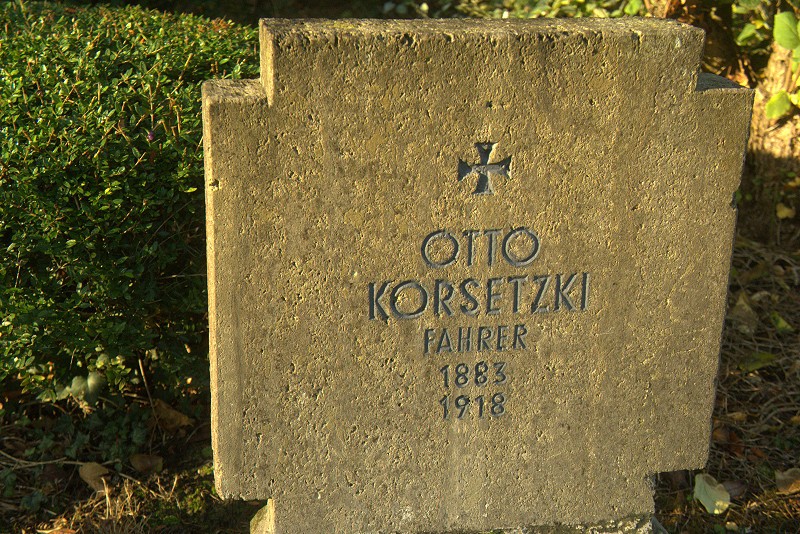 OTTO
KORSETZKI
FAHRER
1883
1918